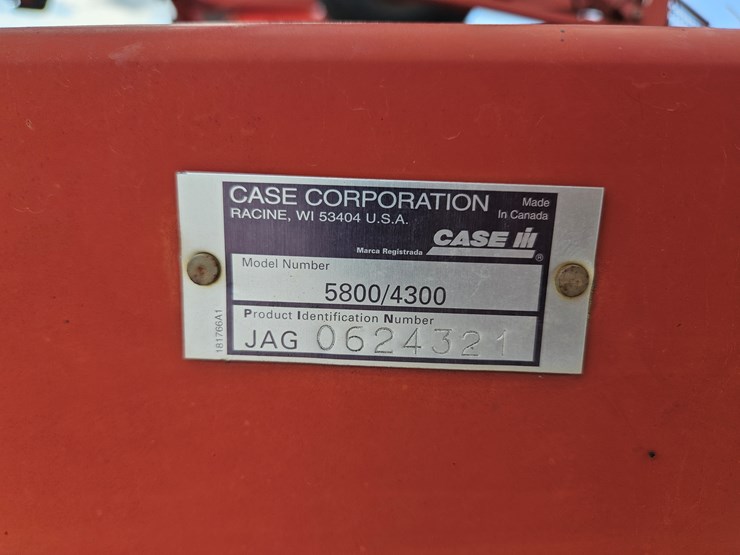 CASE CORPORATION
RACINE, WI 53404 U.S.A.
Made
In Canada
CASE IH
Marca Registrada
®
Model Number
5800/4300
Product Identification Number
JAG 0624321
181766A1